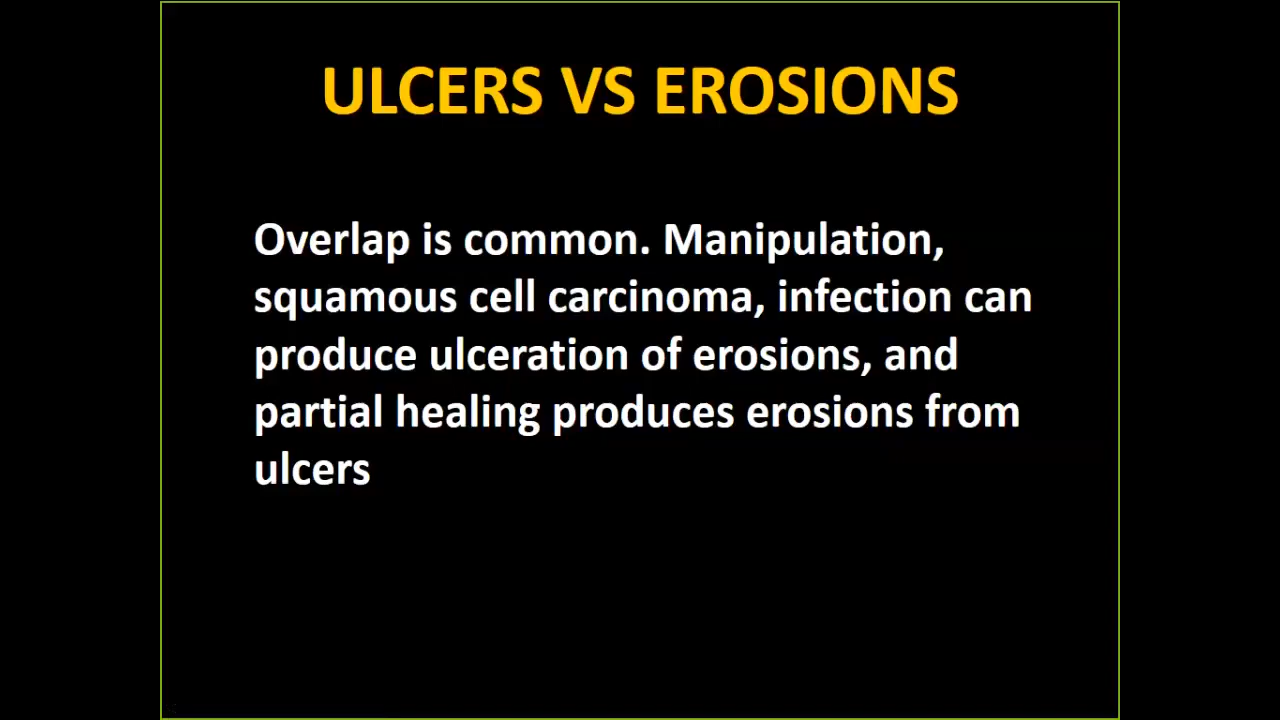 ULCERS VS EROSIONS
Overlap is common. Manipulation,
squamous cell carcinoma, infection can
produce ulceration of erosions, and
partial healing produces erosions from
ulcers